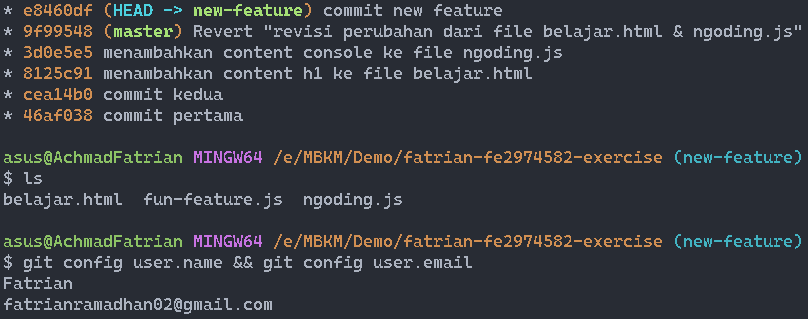 * e8460df (HEAD -> new-feature) commit new feature
* 9f99548 (master) Revert "revisi perubahan dari file belajar.html & ngoding.js"
* 3d0e5e5 menambahkan content console ke file ngoding.js
* 8125c91 menambahkan content h1 ke file belajar.html
* cea14b0 commit kedua
* 46af038 commit pertama
asus@AchmadFatrian MINGW64 /e/MBKM/Demo/fatrian-fe2974582-exercise (new-feature)
$ ls
belajar.html  fun-feature.js  ngoding.js
asus@AchmadFatrian MINGW64 /e/MBKM/Demo/fatrian-fe2974582-exercise (new-feature)
$ git config user.name && git config user.email
Fatrian
fatrianramadhan02@gmail.com